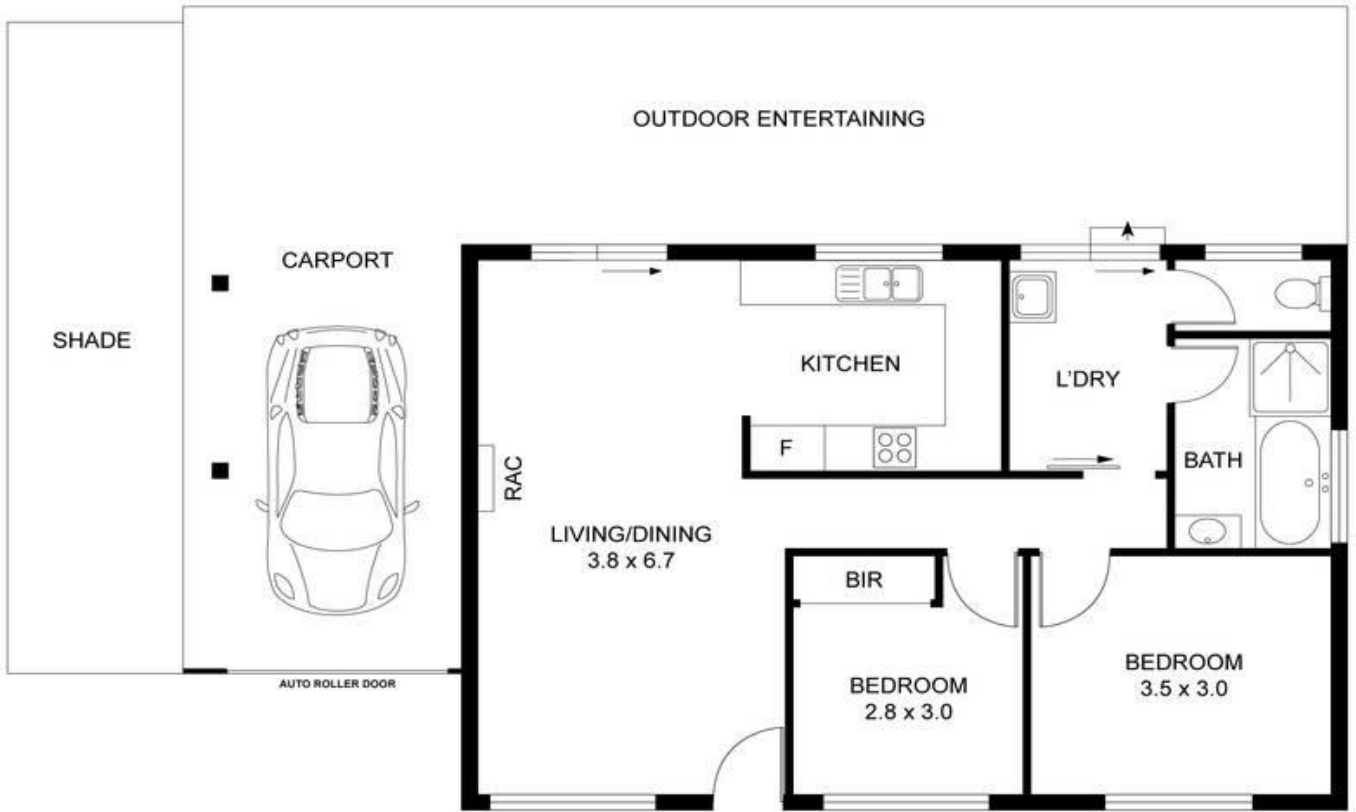 OUTDOOR ENTERTAINING
CARPORT
SHADE
KITCHEN
L'DRY
F
BATH
RAC
LIVING/DINING
3.8 x 6.7
BIR
BEDROOM
2.8 x 3.0
BEDROOM
3.5 x 3.0
AUTO ROLLER DOOR